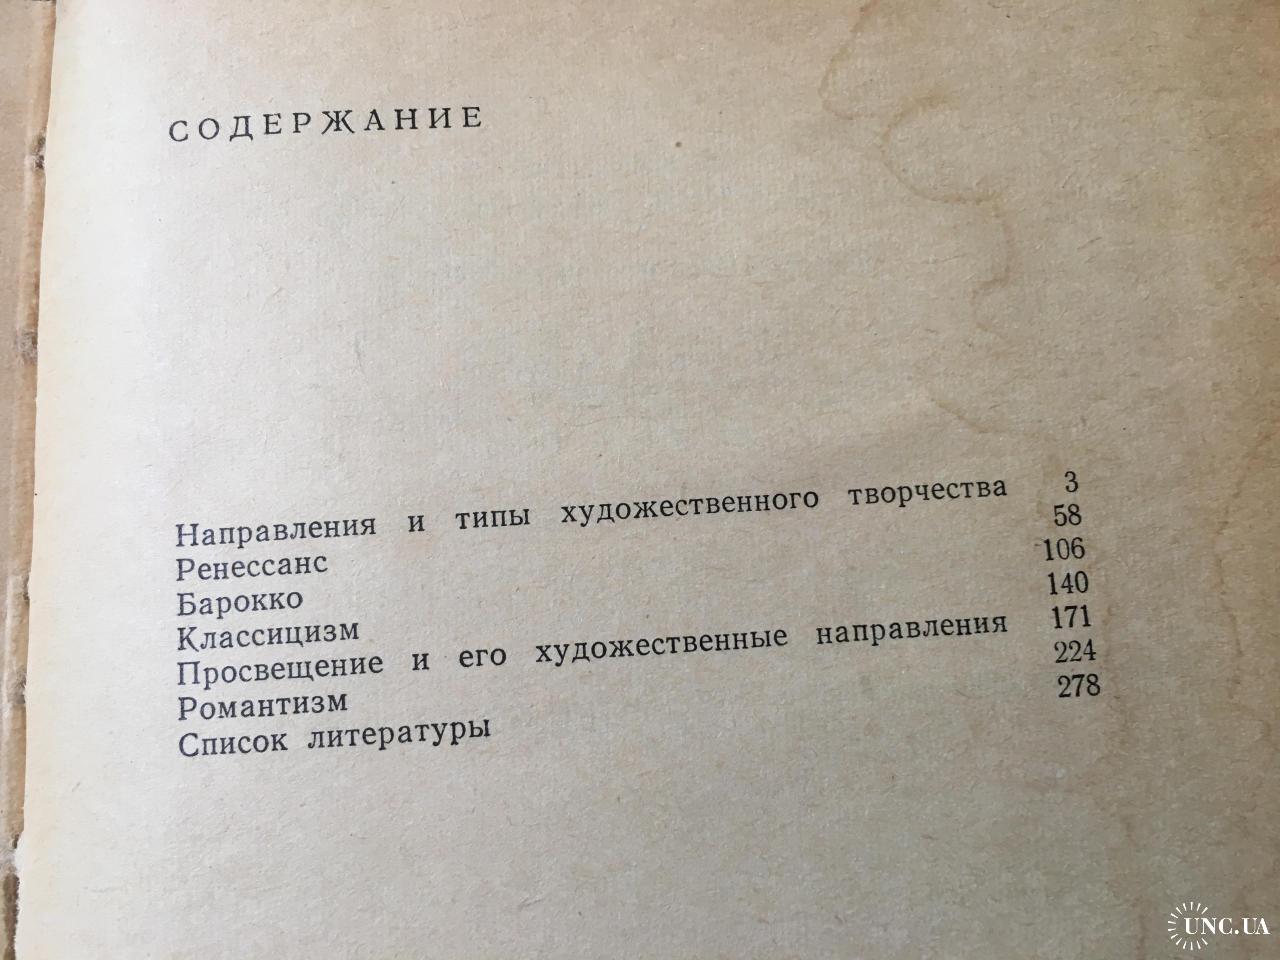 СОДЕРЖАНИЕ
Направления и типы художественного творчества 3
Ренессанс 58
Барокко 106
Классицизм 140
Просвещение и его художественные направления 171
Романтизм 224
Список литературы 278
UNC.UA